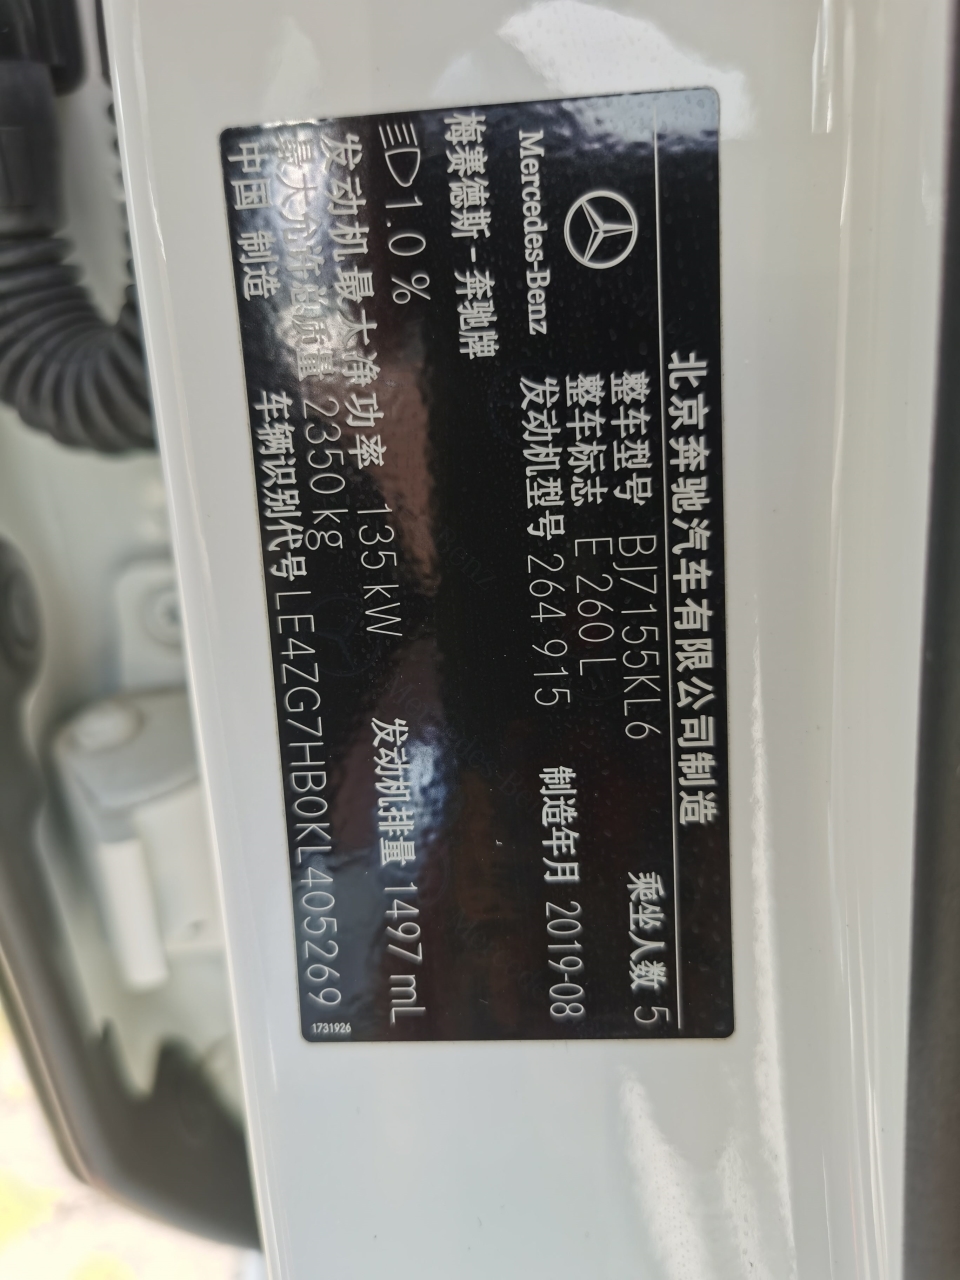 北京奔驰汽车有限公司制造
整车型号 BJ7155KL6 乘坐人数 5
整车标志 E 260 L
Mercedes-Benz 发动机型号 264 915 制造年月 2019-08
梅赛德斯-奔驰牌
1.0 %
发动机最大净功率 135 kW 发动机排量 1497 mL
最大允许总质量 2350 kg
中国 制造 车辆识别代号 LE4ZG7HB0KL405269
1731926